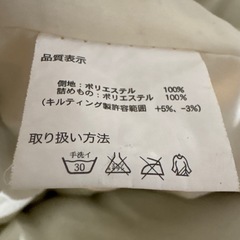 品質表示
側地：ポリエステル 100%
詰めもの：ポリエステル 100%
（キルティング製許容範囲 +5%、-3%）
取り扱い方法
手洗イ
30